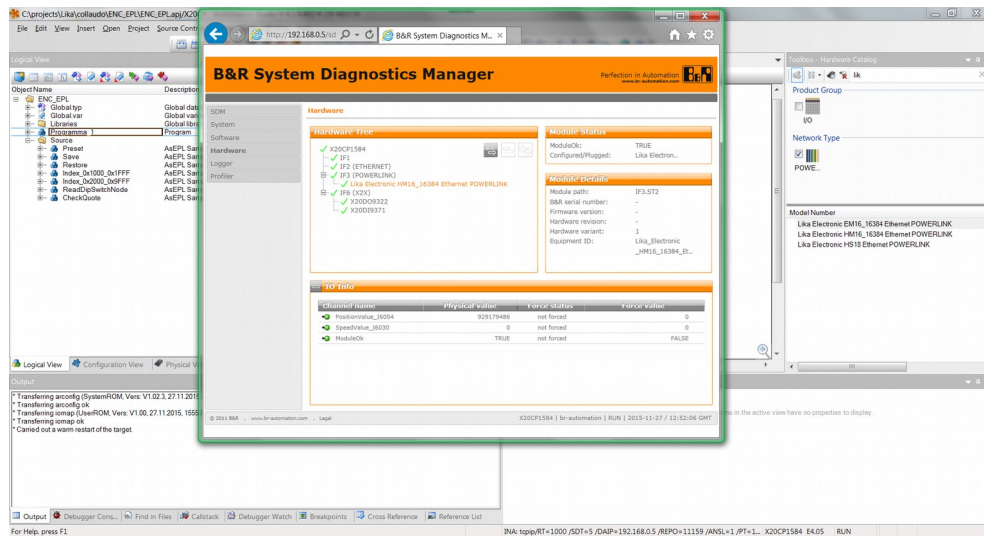 C:\projects\Lika\collaudo\ENC_EPL\ENC_EPL.apj/X20
File Edit View Insert Open Project Source Contr
Logical View
Object Name Description
ENC_EPL
Global.typ Global data
Global.var Global vari
Libraries Global libra
Programma_1 Program
Source
Preset AsEPL Sam
Save AsEPL Sam
Restore AsEPL Sam
Index_0x1000_0x1FFF AsEPL Sam
Index_0x2000_0x9FFF AsEPL Sam
ReadDipSwitchNode AsEPL Sam
CheckQuote AsEPL Sam
Logical View Configuration View Physical Vi
http://192.168.0.5/sd
B&R System Diagnostics M...
B&R System Diagnostics Manager
Perfection in Automation
www.br-automation.com
B&R
SDM
System
Software
Hardware
Logger
Profiler
Hardware
Hardware Tree
X20CP1584
IF1
IF2 (ETHERNET)
IF3 (POWERLINK)
Lika Electronic HM16_16384 Ethernet POWERLINK
IF6 (X2X)
X20DO9322
X20DI9371
Module Status
ModuleOk: TRUE
Configured/Plugged: Lika Electron...
Module Details
Module path: IF3.ST2
B&R serial number: -
Firmware version: -
Hardware revision: -
Hardware variant: 1
Equipment ID: Lika_Electronic
_HM16_16384_Et...
IO Info
Channel name Physical value Force status Force value
PositionValue_I6004 929179486 not forced 0
SpeedValue_I6030 0 not forced 0
ModuleOk TRUE not forced FALSE
© 2011 B&R . www.br-automation.com . Legal
X20CP1584 | br-automation | RUN | 2015-11-27 / 12:52:06 GMT
Toolbox - Hardware Catalog
lik
Product Group
I/O
Network Type
POWE...
Model Number
Lika Electronic EM16_16384 Ethernet POWERLINK
Lika Electronic HM16_16384 Ethernet POWERLINK
Lika Electronic HS18 Ethernet POWERLINK
Output
* Transferring arconfig (SystemROM, Vers: V1.02.3, 27.11.2015
* Transferring arconfig ok
* Transferring iomap (UserROM, Vers: V1.00, 27.11.2015, 1555
* Transferring iomap ok
* Carried out a warm restart of the target.
ms in the active view have no properties to display.
Output Debugger Cons... Find in Files Callstack Debugger Watch Breakpoints Cross Reference Reference List
For Help, press F1
INA: tcpip/RT=1000 /SDT=5 /DAIP=192.168.0.5 /REPO=11159 /ANSL=1 /PT=1... X20CP1584 E4.05 RUN